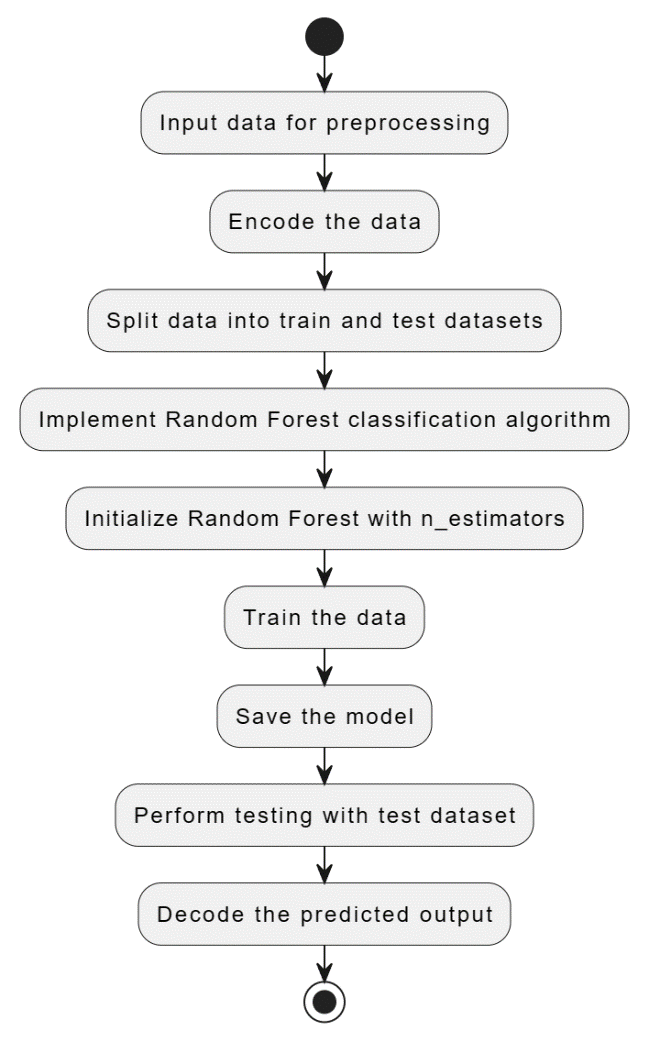 Input data for preprocessing
Encode the data
Split data into train and test datasets
Implement Random Forest classification algorithm
Initialize Random Forest with n_estimators
Train the data
Save the model
Perform testing with test dataset
Decode the predicted output